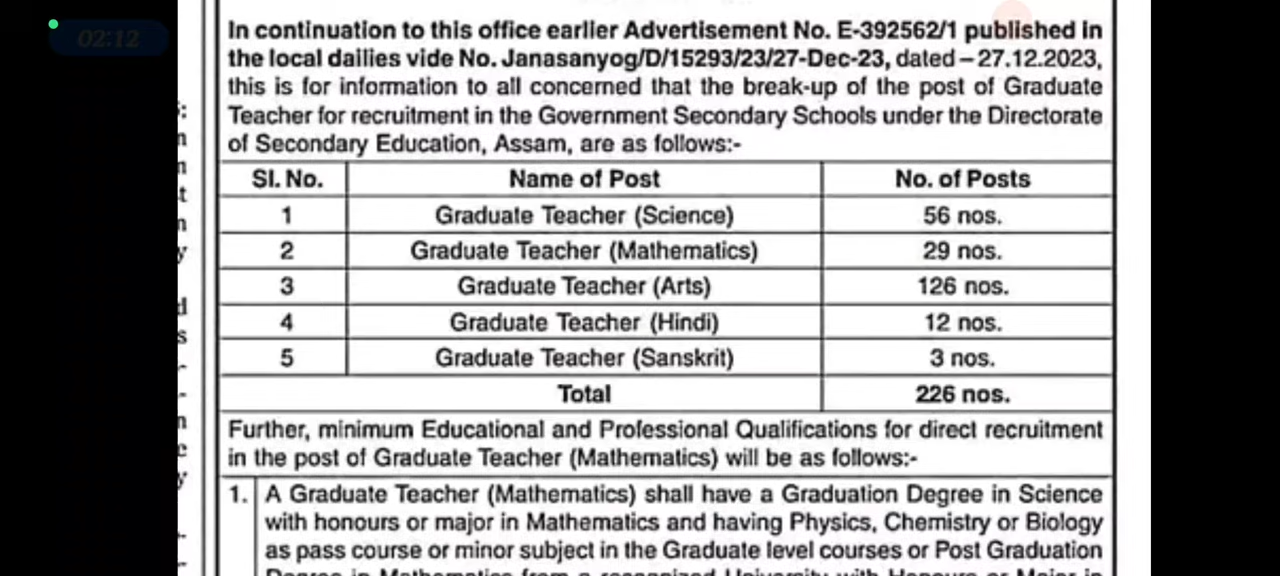 02:12
In continuation to this office earlier Advertisement No. E-392562/1 published in
the local dailies vide No. Janasanyog/D/15293/23/27-Dec-23, dated – 27.12.2023,
this is for information to all concerned that the break-up of the post of Graduate
Teacher for recruitment in the Government Secondary Schools under the Directorate
of Secondary Education, Assam, are as follows:-
Sl. No. Name of Post No. of Posts
1 Graduate Teacher (Science) 56 nos.
2 Graduate Teacher (Mathematics) 29 nos.
3 Graduate Teacher (Arts) 126 nos.
4 Graduate Teacher (Hindi) 12 nos.
5 Graduate Teacher (Sanskrit) 3 nos.
Total 226 nos.
Further, minimum Educational and Professional Qualifications for direct recruitment
in the post of Graduate Teacher (Mathematics) will be as follows:-
1. A Graduate Teacher (Mathematics) shall have a Graduation Degree in Science
with honours or major in Mathematics and having Physics, Chemistry or Biology
as pass course or minor subject in the Graduate level courses or Post Graduation